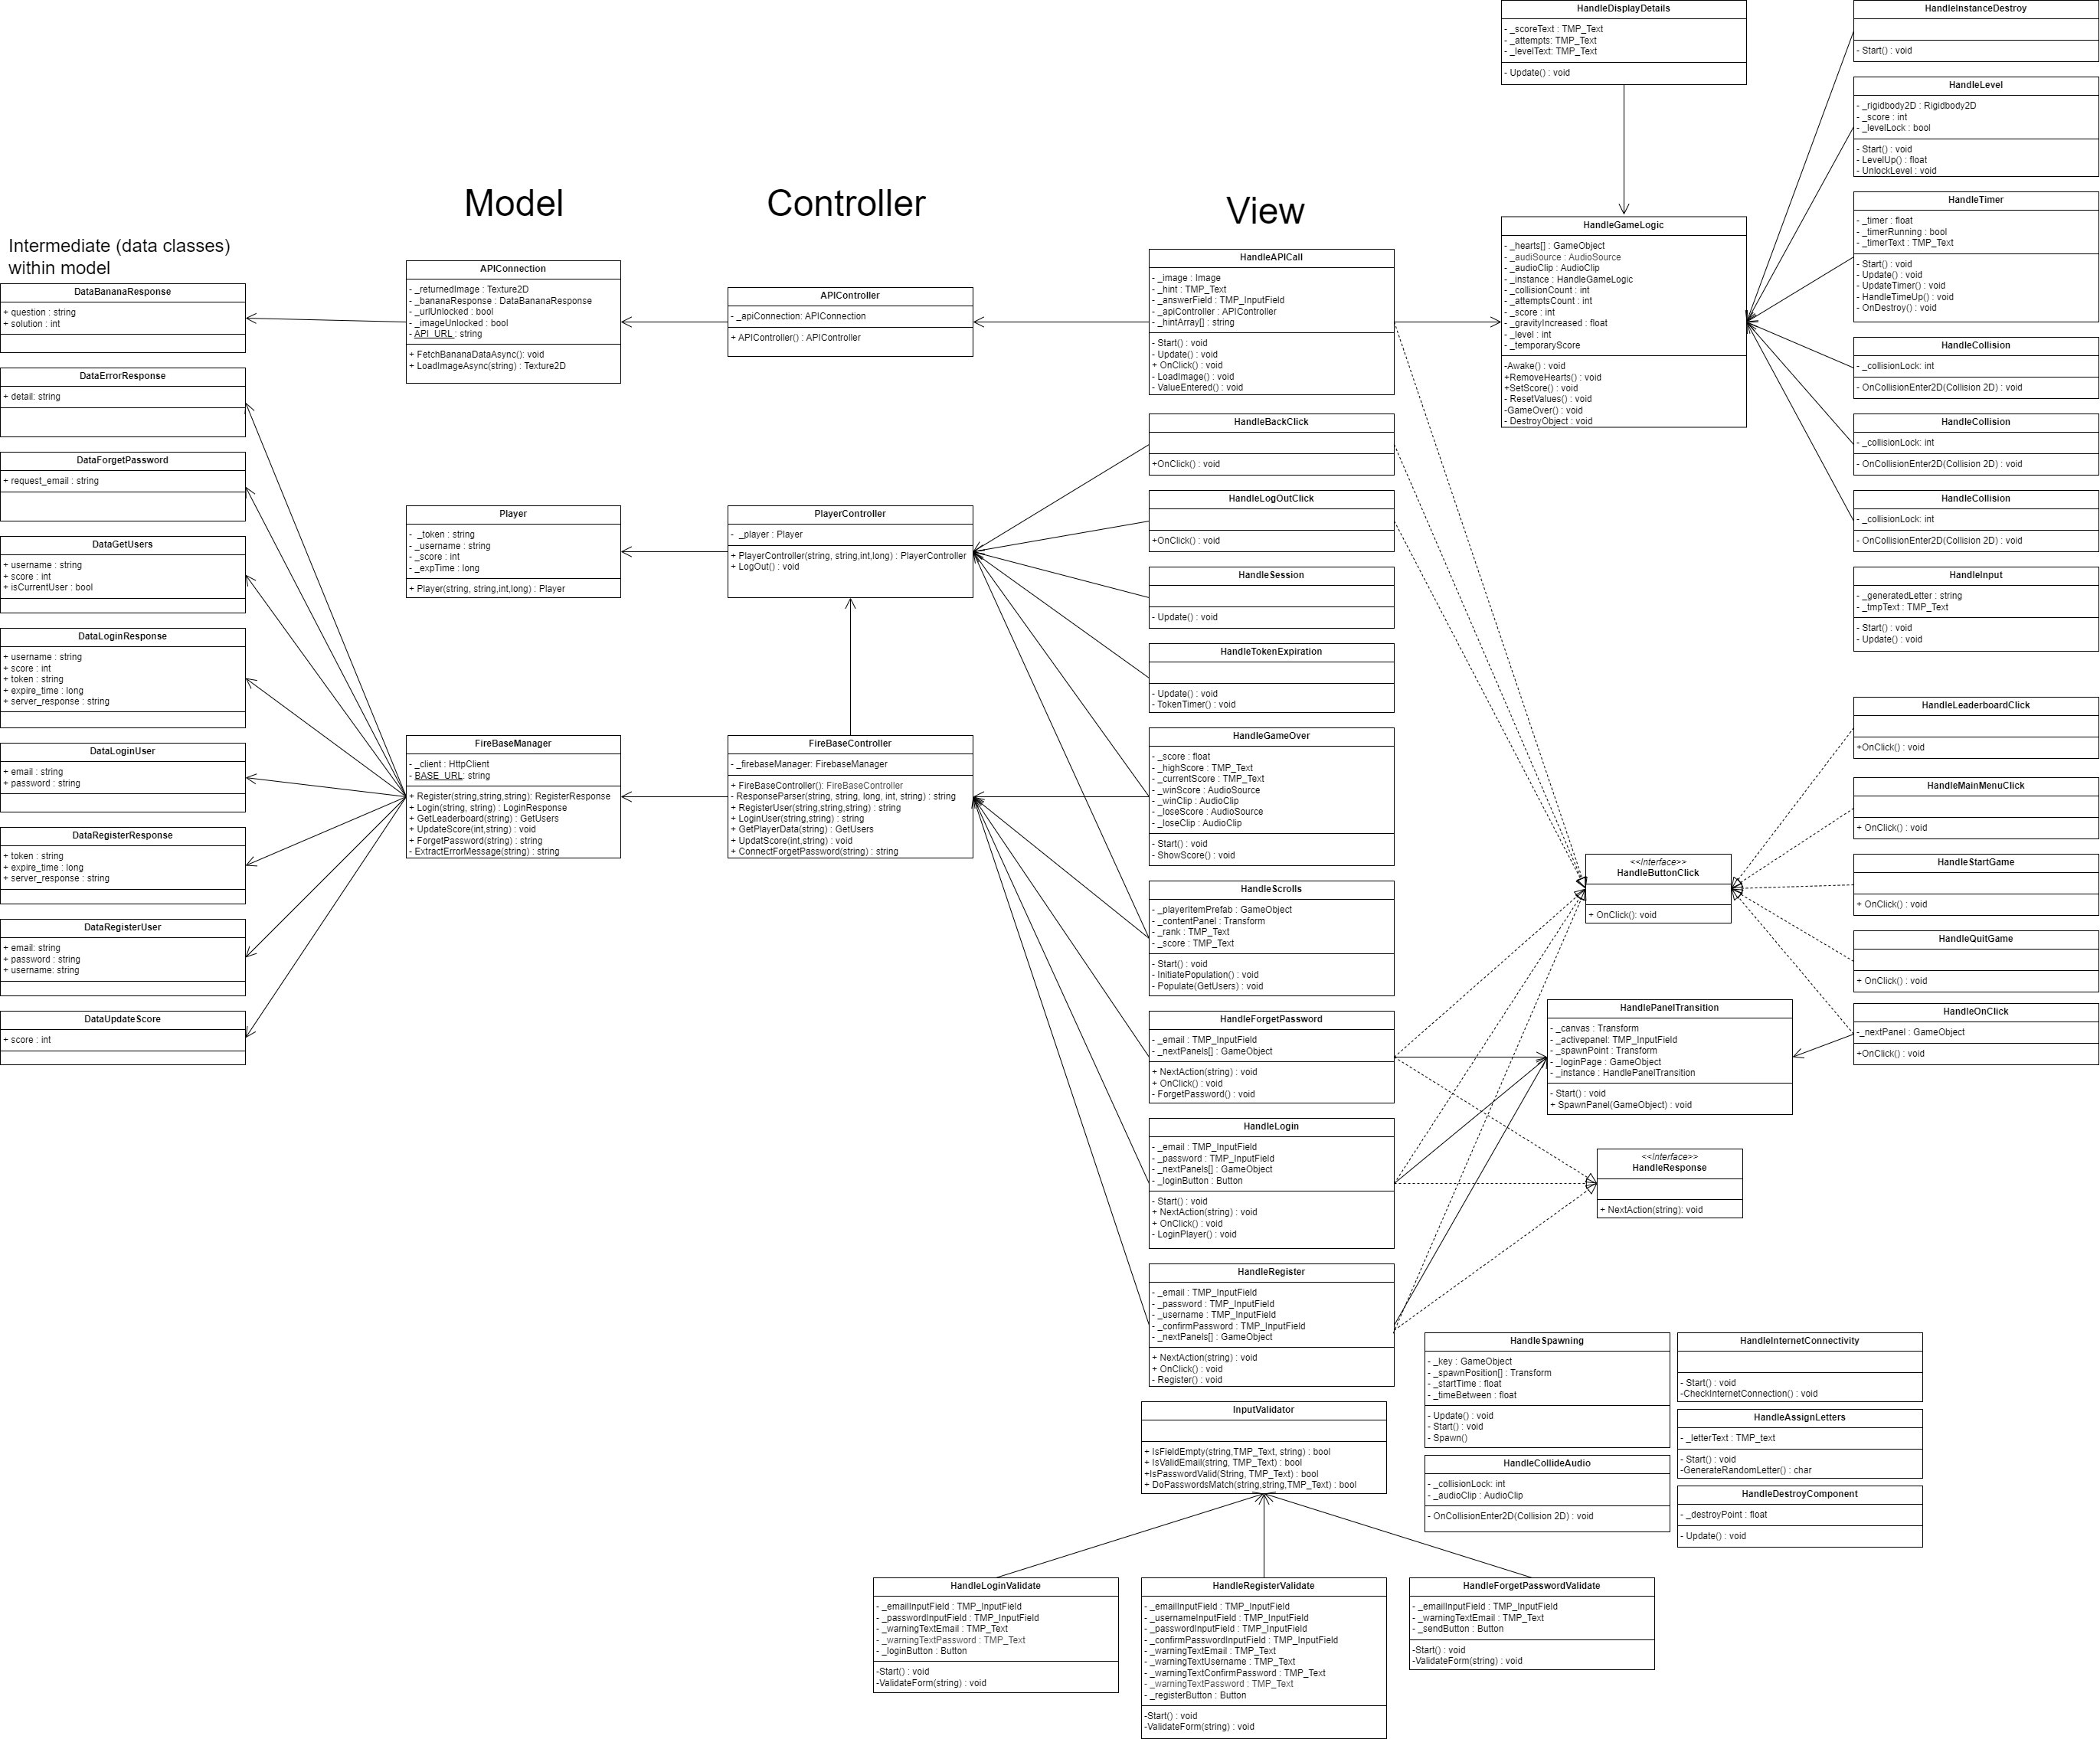 Model
Controller
View
Intermediate (data classes)
within model
DataBananaResponse
+ question : string
+ solution : int
DataErrorResponse
+ detail: string
DataForgetPassword
+ request_email : string
DataGetUsers
+ username : string
+ score : int
+ isCurrentUser : bool
DataLoginResponse
+ username : string
+ score : int
+ token : string
+ expire_time : long
+ server_response : string
DataLoginUser
+ email : string
+ password : string
DataRegisterResponse
+ token : string
+ expire_time : long
+ server_response : string
DataRegisterUser
+ email: string
+ password : string
+ username: string
DataUpdateScore
+ score : int
APIConnection
- _returnedImage : Texture2D
- _bananaResponse : DataBananaResponse
- _urlUnlocked : bool
- _imageUnlocked : bool
- API_URL: string
+ FetchBananaDataAsync(): void
+ LoadImageAsync(string) : Texture2D
Player
- _token : string
- _username : string
- _score : int
- _expTime : long
+ Player(string, string,int,long) : Player
FireBaseManager
- _client : HttpClient
- BASE_URL: string
+ Register(string,string,string): RegisterResponse
+ Login(string, string) : LoginResponse
+ GetLeaderboard(string) : GetUsers
+ UpdateScore(int,string) : void
+ ForgetPassword(string) : string
- ExtractErrorMessage(string) : string
APIController
- _apiConnection: APIConnection
+ APIController() : APIController
PlayerController
- _player : Player
+ PlayerController(string, string,int,long) : PlayerController
+ LogOut() : void
FireBaseController
- _firebaseManager: FirebaseManager
+ FireBaseController(): FireBaseController
- ResponseParser(string, string, long, int, string) : string
+ RegisterUser(string,string,string) : string
+ LoginUser(string,string) : string
+ GetPlayerData(string) : GetUsers
+ UpdatScore(int,string) : void
+ ConnectForgetPassword(string) : string
HandleAPICall
- _image : Image
- _hint : TMP_Text
- _answerField : TMP_InputField
- _apiController : APIController
- _hintArray[] : string
- Start() : void
- Update() : void
+ OnClick() : void
- LoadImage() : void
- ValueEntered() : void
HandleBackClick
+OnClick() : void
HandleLogOutClick
+OnClick() : void
HandleSession
- Update() : void
HandleTokenExpiration
- Update() : void
- TokenTimer() : void
HandleGameOver
- _score : float
- _highScore : TMP_Text
- _currentScore : TMP_Text
- _winScore : AudioSource
- _winClip : AudioClip
- _loseScore : AudioSource
- _loseClip : AudioClip
- Start() : void
- ShowScore() : void
HandleScrolls
- _playerItemPrefab : GameObject
- _contentPanel : Transform
- _rank : TMP_Text
- _score : TMP_Text
- Start() : void
- InitiatePopulation() : void
- Populate(GetUsers) : void
HandleForgetPassword
- _email : TMP_InputField
- _nextPanels[] : GameObject
+ NextAction(string) : void
+ OnClick() : void
- ForgetPassword() : void
HandleLogin
- _email : TMP_InputField
- _password : TMP_InputField
- _nextPanels[] : GameObject
- _loginButton : Button
- Start() : void
+ NextAction(string) : void
+ OnClick() : void
- LoginPlayer() : void
HandleRegister
- _email : TMP_InputField
- _password : TMP_InputField
- _username : TMP_InputField
- _confirmPassword : TMP_InputField
- _nextPanels[] : GameObject
+ NextAction(string) : void
+ OnClick() : void
- Register() : void
InputValidator
+ IsFieldEmpty(string,TMP_Text, string) : bool
+ IsValidEmail(string, TMP_Text) : bool
+IsPasswordValid(String, TMP_Text) : bool
+ DoPasswordsMatch(string,string,TMP_Text) : bool
HandleLoginValidate
- _emailInputField : TMP_InputField
- _passwordInputField : TMP_InputField
- _warningTextEmail : TMP_Text
- _warningTextPassword : TMP_Text
- _loginButton : Button
-Start() : void
-ValidateForm(string) : void
HandleRegisterValidate
- _emailInputField : TMP_InputField
- _usernameInputField : TMP_InputField
- _passwordInputField : TMP_InputField
- _confirmPasswordInputField : TMP_InputField
- _warningTextEmail : TMP_Text
- _warningTextUsername : TMP_Text
- _warningTextConfirmPassword : TMP_Text
- _warningTextPassword : TMP_Text
- _registerButton : Button
-Start() : void
-ValidateForm(string) : void
HandleForgetPasswordValidate
- _emailInputField : TMP_InputField
- _warningTextEmail : TMP_Text
- _sendButton : Button
-Start() : void
-ValidateForm(string) : void
HandleDisplayDetails
- _scoreText : TMP_Text
- _attempts: TMP_Text
- _levelText: TMP_Text
- Update() : void
HandleGameLogic
- _hearts[] : GameObject
- _audiSource : AudioSource
- _audioClip : AudioClip
- _instance : HandleGameLogic
- _collisionCount : int
- _attemptsCount : int
- _score : int
- _gravityIncreased : float
- _level : int
- _temporaryScore
-Awake() : void
+RemoveHearts() : void
+SetScore() : void
- ResetValues() : void
-GameOver() : void
- DestroyObject : void
HandleInstanceDestroy
- Start() : void
HandleLevel
- _rigidbody2D : Rigidbody2D
- _score : int
- _levelLock : bool
- Start() : void
- LevelUp() : float
- UnlockLevel : void
HandleTimer
- _timer : float
- _timerRunning : bool
- _timerText : TMP_Text
- Start() : void
- Update() : void
- UpdateTimer() : void
- HandleTimeUp() : void
- OnDestroy() : void
HandleCollision
- _collisionLock: int
- OnCollisionEnter2D(Collision 2D) : void
HandleCollision
- _collisionLock: int
- OnCollisionEnter2D(Collision 2D) : void
HandleCollision
- _collisionLock: int
- OnCollisionEnter2D(Collision 2D) : void
HandleInput
- _generatedLetter : string
- _tmpText : TMP_Text
- Start() : void
- Update() : void
HandleLeaderboardClick
+OnClick() : void
HandleMainMenuClick
+ OnClick() : void
HandleStartGame
+ OnClick() : void
HandleQuitGame
+ OnClick() : void
HandleOnClick
-_nextPanel : GameObject
+OnClick() : void
<<Interface>>
HandleButtonClick
+ OnClick(): void
HandlePanelTransition
- _canvas : Transform
- _activepanel: TMP_InputField
- _spawnPoint : Transform
- _loginPage : GameObject
- _instance : HandlePanelTransition
- Start() : void
+ SpawnPanel(GameObject) : void
<<Interface>>
HandleResponse
+ NextAction(string): void
HandleSpawning
- _key : GameObject
- _spawnPosition[] : Transform
- _startTime : float
- _timeBetween : float
- Update() : void
- Start() : void
- Spawn()
HandleCollideAudio
- _collisionLock: int
- _audioClip : AudioClip
- OnCollisionEnter2D(Collision 2D) : void
HandleInternetConnectivity
- Start() : void
-CheckInternetConnection() : void
HandleAssignLetters
- _letterText : TMP_text
- Start() : void
-GenerateRandomLetter() : char
HandleDestroyComponent
- _destroyPoint : float
- Update() : void